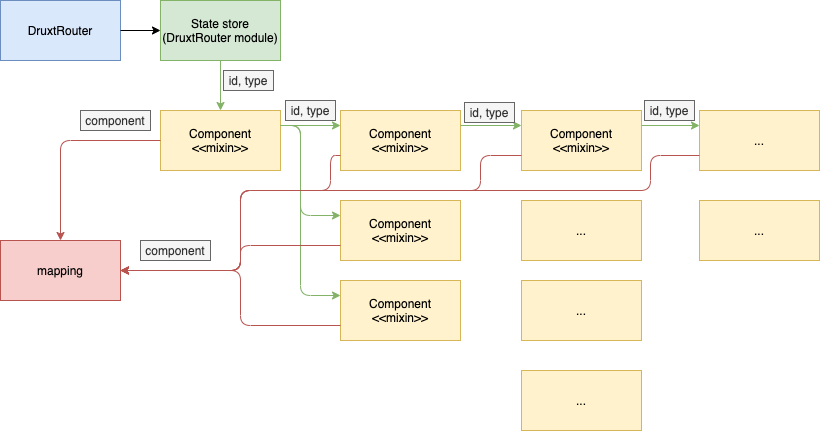 DruxtRouter
State store
(DruxtRouter module)
id, type
component
Component
<<mixin>>
id, type
Component
<<mixin>>
id, type
Component
<<mixin>>
id, type
...
mapping
component
Component
<<mixin>>
...
...
Component
<<mixin>>
...
...